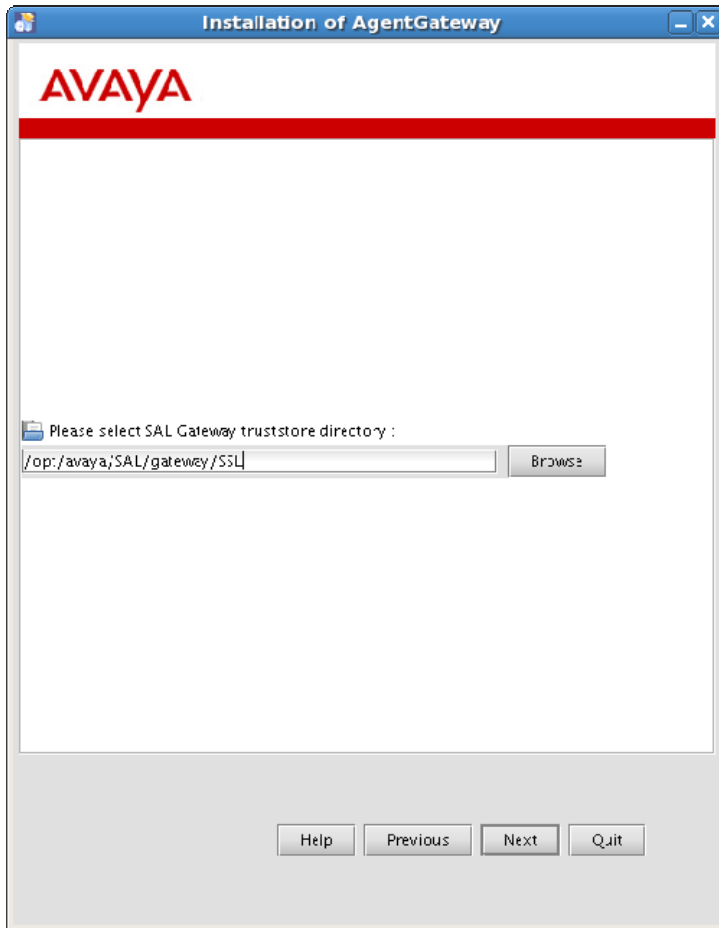 Installation of AgentGateway
AVAYA
Please select SAL Gateway truststore directory :
/opt/avaya/SAL/gateway/SSL
Browse
Help
Previous
Next
Quit